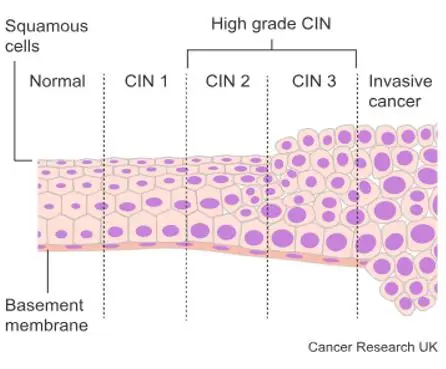 Squamous
cells
High grade CIN
Normal
CIN 1
CIN 2
CIN 3
Invasive
cancer
Basement
membrane
Cancer Research UK